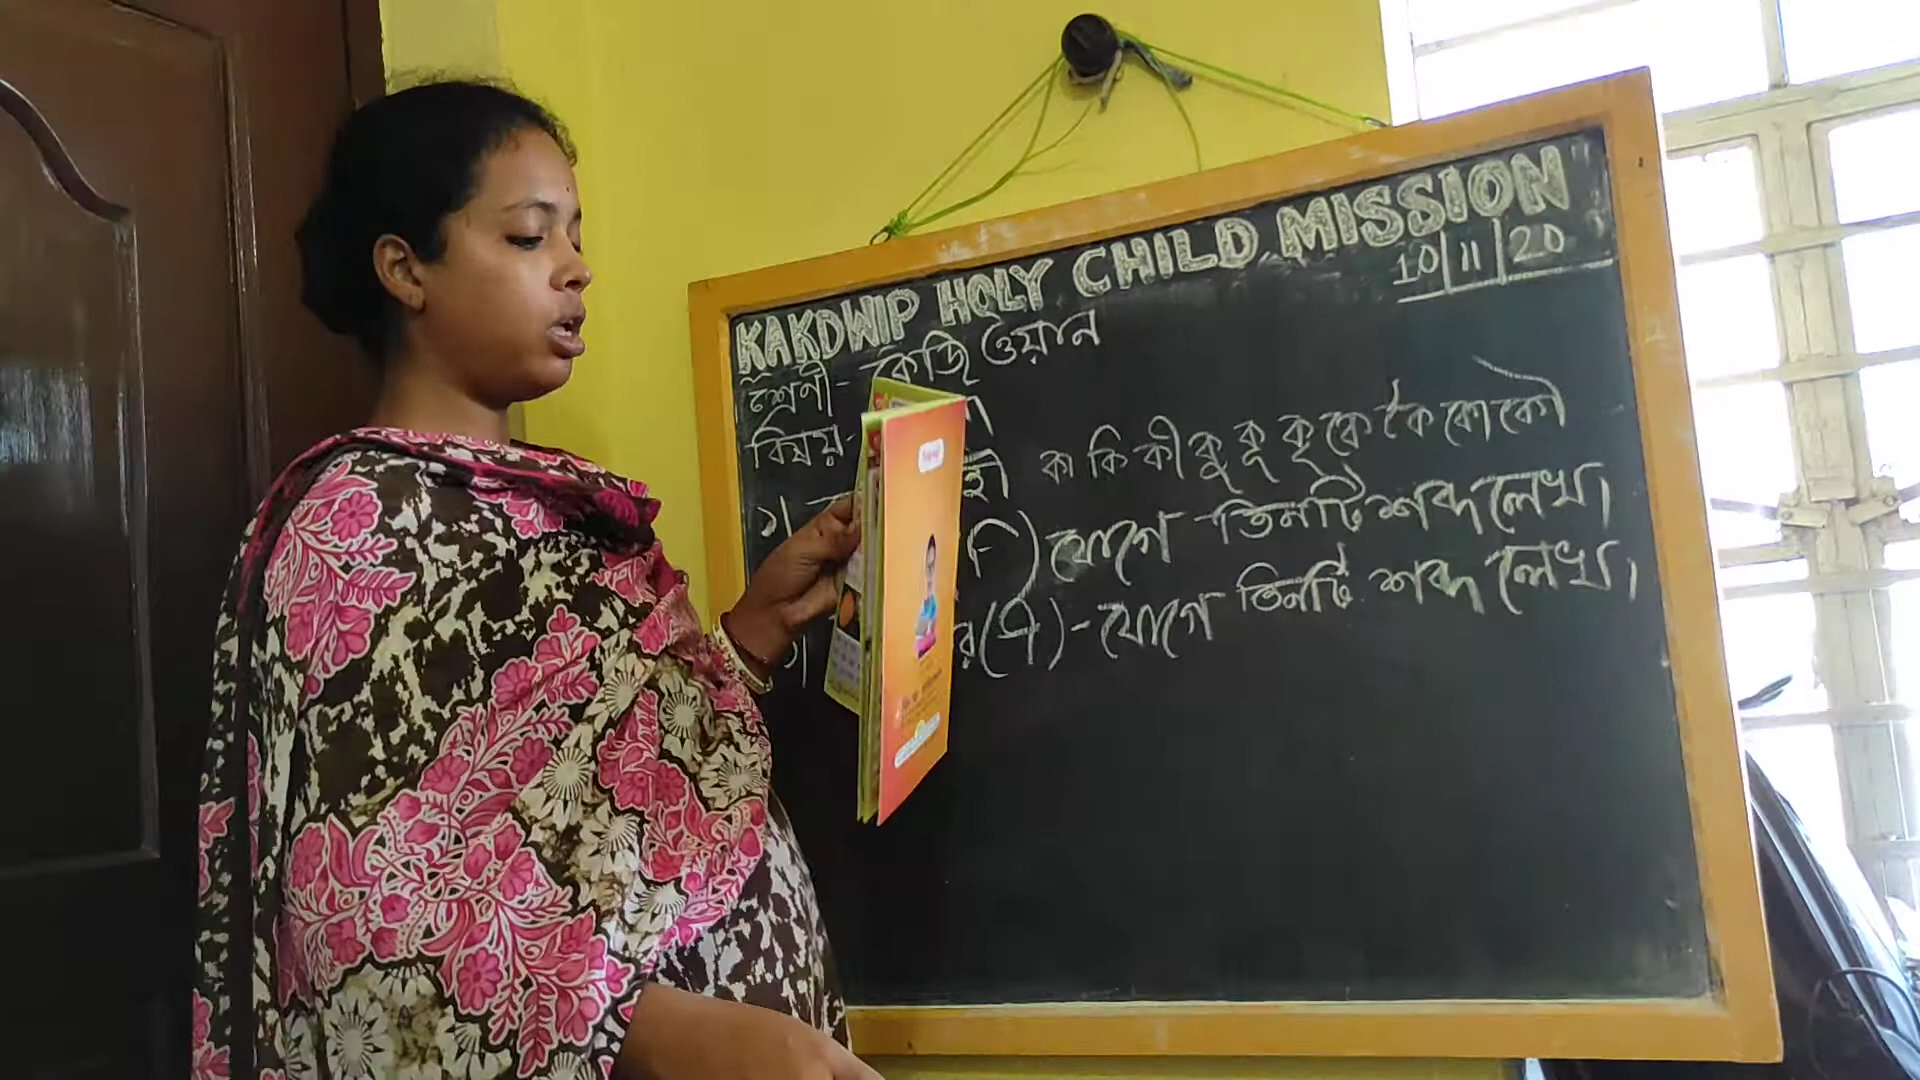 KAKDWIP HOLY CHILD MISSION
10/11/20
শ্রেণী - কেজি ওয়ান
বিষয় -
১। কা কি কী কু কূ কৃ কে কৈ কো কৌ
যোগে তিনটি শব্দ লেখ।
যোগে তিনটি শব্দ লেখ।